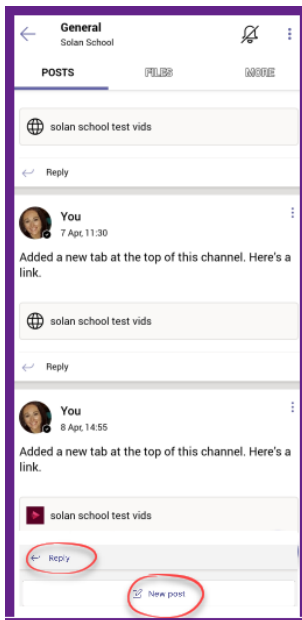 General
Solan School
POSTS FILES MORE
solan school test vids
Reply
You
7 Apr, 11:30
Added a new tab at the top of this channel. Here's a
link.
solan school test vids
Reply
You
8 Apr, 14:55
Added a new tab at the top of this channel. Here's a
link.
solan school test vids
Reply
New post